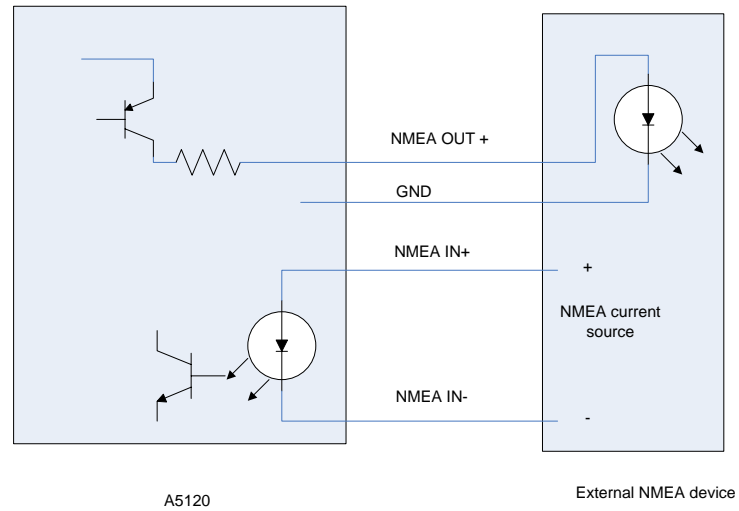 NMEA OUT +
GND
NMEA IN+
+
NMEA current
source
NMEA IN-
-
A5120
External NMEA device